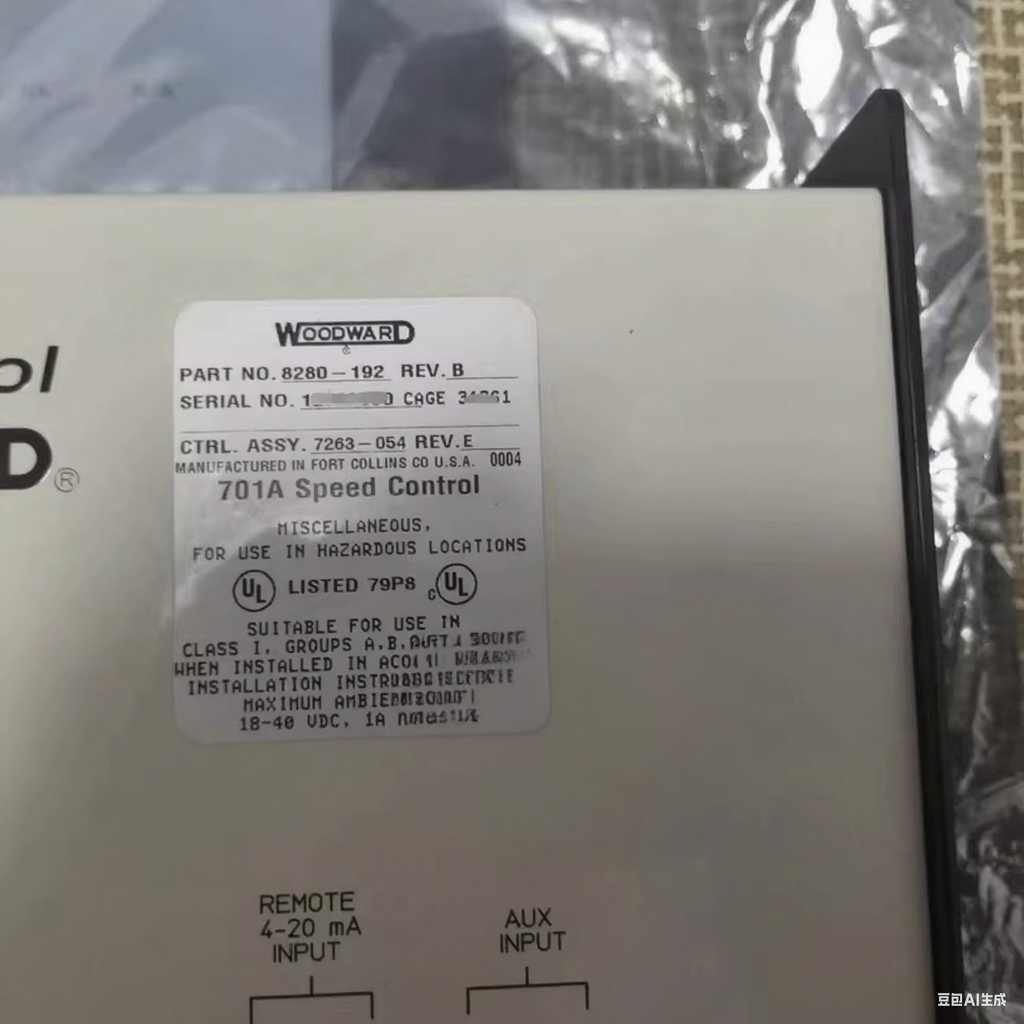 ol
D®
WOODWARD
®
PART NO. 8280-192 REV. B
SERIAL NO. CAGE
CTRL. ASSY. 7263-054 REV. E
MANUFACTURED IN FORT COLLINS CO U.S.A. 0004
701A Speed Control
MISCELLANEOUS,
FOR USE IN HAZARDOUS LOCATIONS
UL LISTED 79P8 cUL
SUITABLE FOR USE IN
CLASS I, GROUPS A,B,
WHEN INSTALLED IN
INSTALLATION
MAXIMUM
18-40 VDC, 1A
REMOTE
4-20 mA
INPUT
AUX
INPUT
豆包AI生成